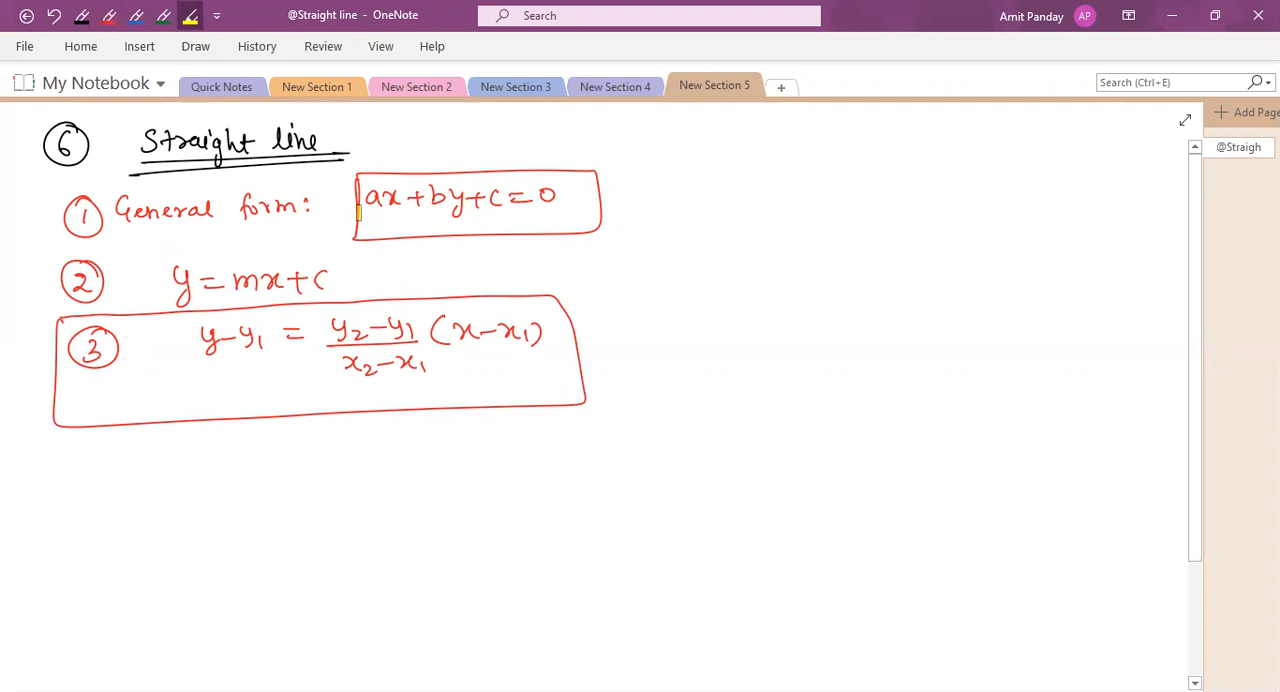 @Straight line - OneNote
Search
Amit Panday AP
File Home Insert Draw History Review View Help
My Notebook Quick Notes New Section 1 New Section 2 New Section 3 New Section 4 New Section 5 + Search (Ctrl+E)
Add Page
@Straigh
6 Straight line
1 General form: ax+by+c=0
2 y=mx+c
3 y-y₁ = (y₂-y₁)/(x₂-x₁) (x-x₁)